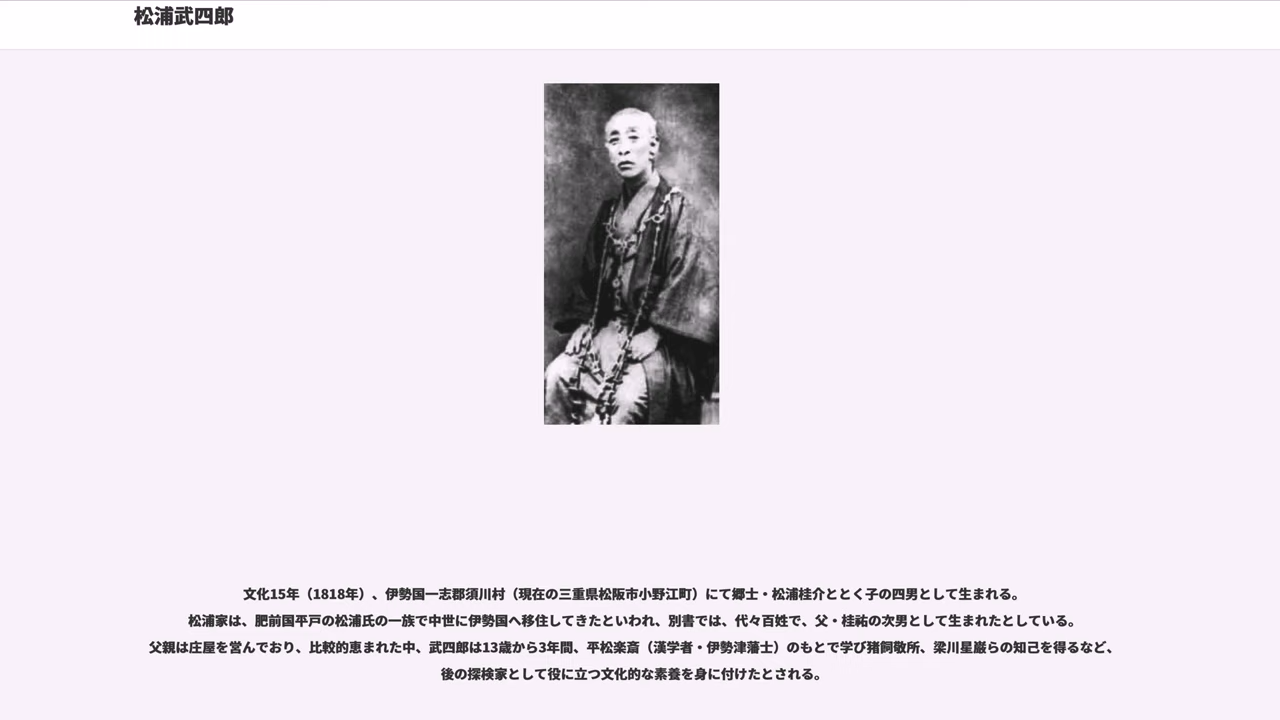 松浦武四郎
文化15年（1818年）、伊勢国一志郡須川村（現在の三重県松阪市小野江町）にて郷士・松浦桂介ととく子の四男として生まれる。
松浦家は、肥前国平戸の松浦氏の一族で中世に伊勢国へ移住してきたといわれ、別書では、代々百姓で、父・桂祐の次男として生まれたとしている。
父親は庄屋を営んでおり、比較的恵まれた中、武四郎は13歳から3年間、平松楽斎（漢学者・伊勢津藩士）のもとで学び猪飼敬所、梁川星巌らの知己を得るなど、
後の探検家として役に立つ文化的な素養を身に付けたとされる。